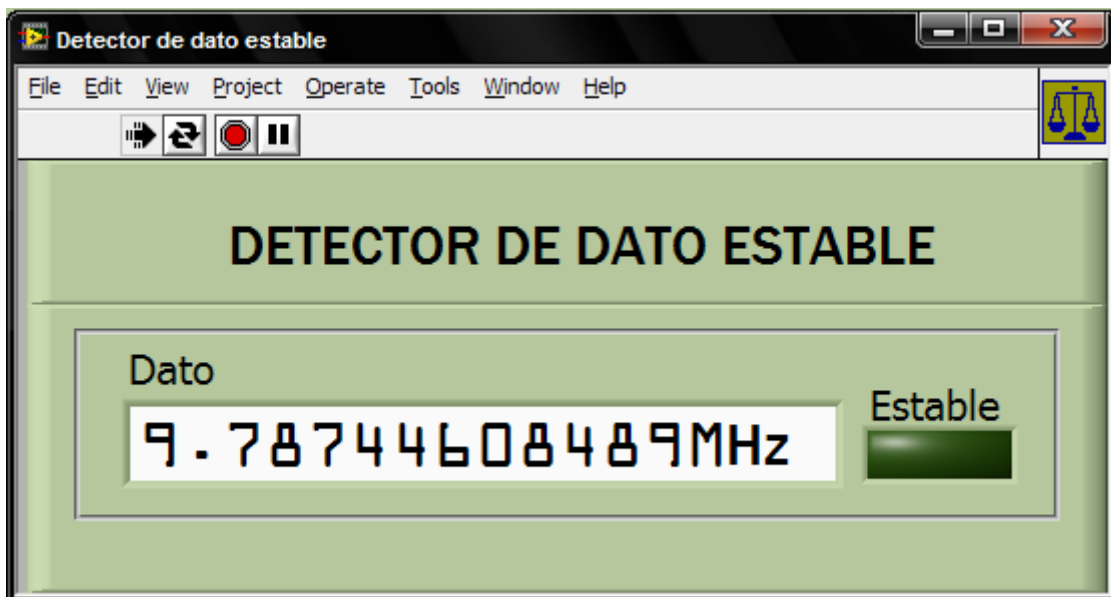 Detector de dato estable
File Edit View Project Operate Tools Window Help
DETECTOR DE DATO ESTABLE
Dato
Estable
9.78744608489MHz